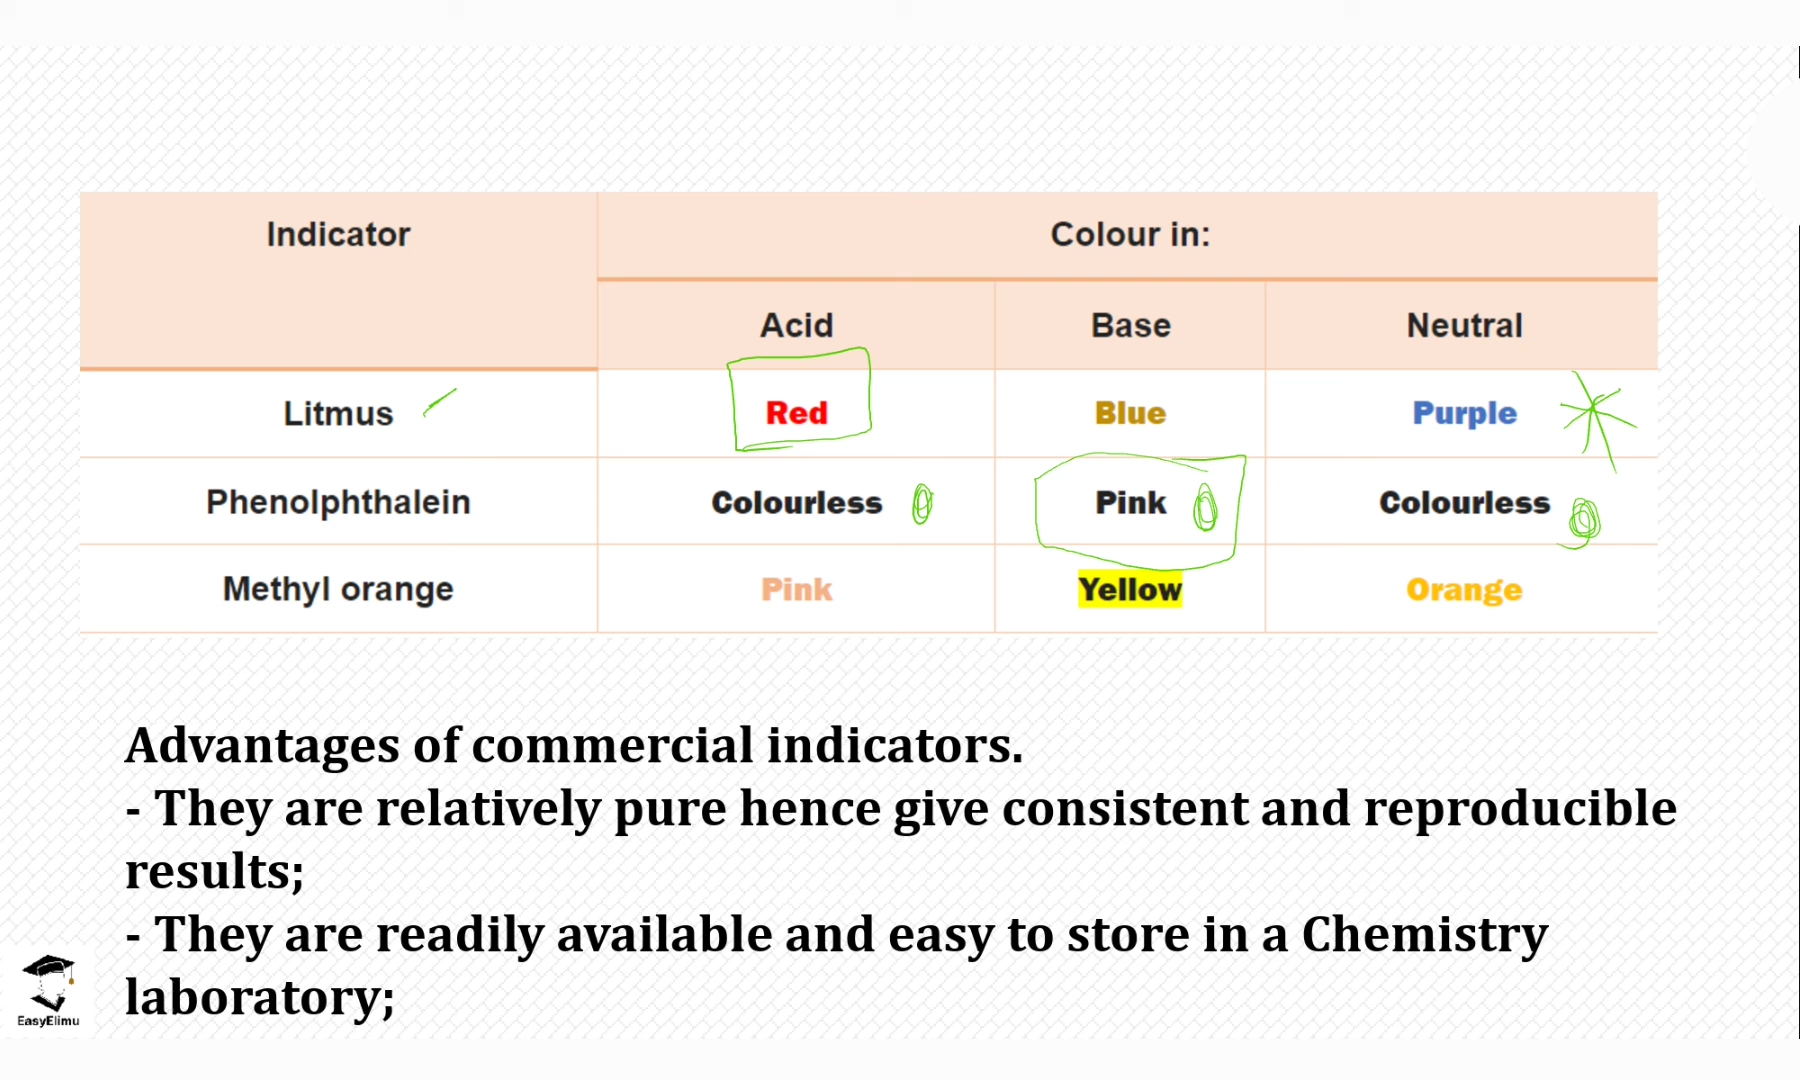 Indicator Colour in:
Acid Base Neutral
Litmus Red Blue Purple
Phenolphthalein Colourless Pink Colourless
Methyl orange Pink Yellow Orange
Advantages of commercial indicators.
- They are relatively pure hence give consistent and reproducible
results;
- They are readily available and easy to store in a Chemistry
laboratory;
EasyElimu